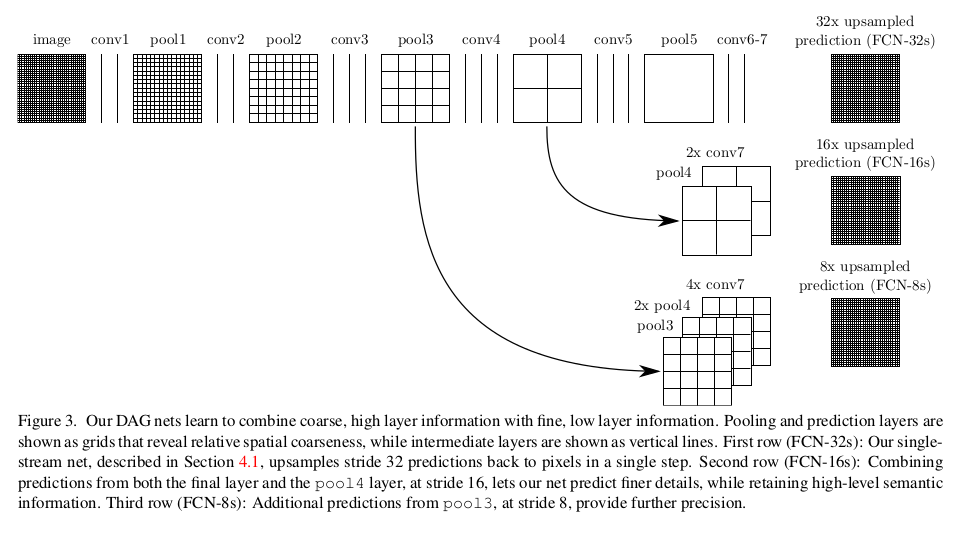 image conv1 pool1 conv2 pool2 conv3 pool3 conv4 pool4 conv5 pool5 conv6-7
32x upsampled
prediction (FCN-32s)
2x conv7
pool4
16x upsampled
prediction (FCN-16s)
4x conv7
2x pool4
pool3
8x upsampled
prediction (FCN-8s)
Figure 3. Our DAG nets learn to combine coarse, high layer information with fine, low layer information. Pooling and prediction layers are
shown as grids that reveal relative spatial coarseness, while intermediate layers are shown as vertical lines. First row (FCN-32s): Our single-
stream net, described in Section 4.1, upsamples stride 32 predictions back to pixels in a single step. Second row (FCN-16s): Combining
predictions from both the final layer and the pool4 layer, at stride 16, lets our net predict finer details, while retaining high-level semantic
information. Third row (FCN-8s): Additional predictions from pool3, at stride 8, provide further precision.